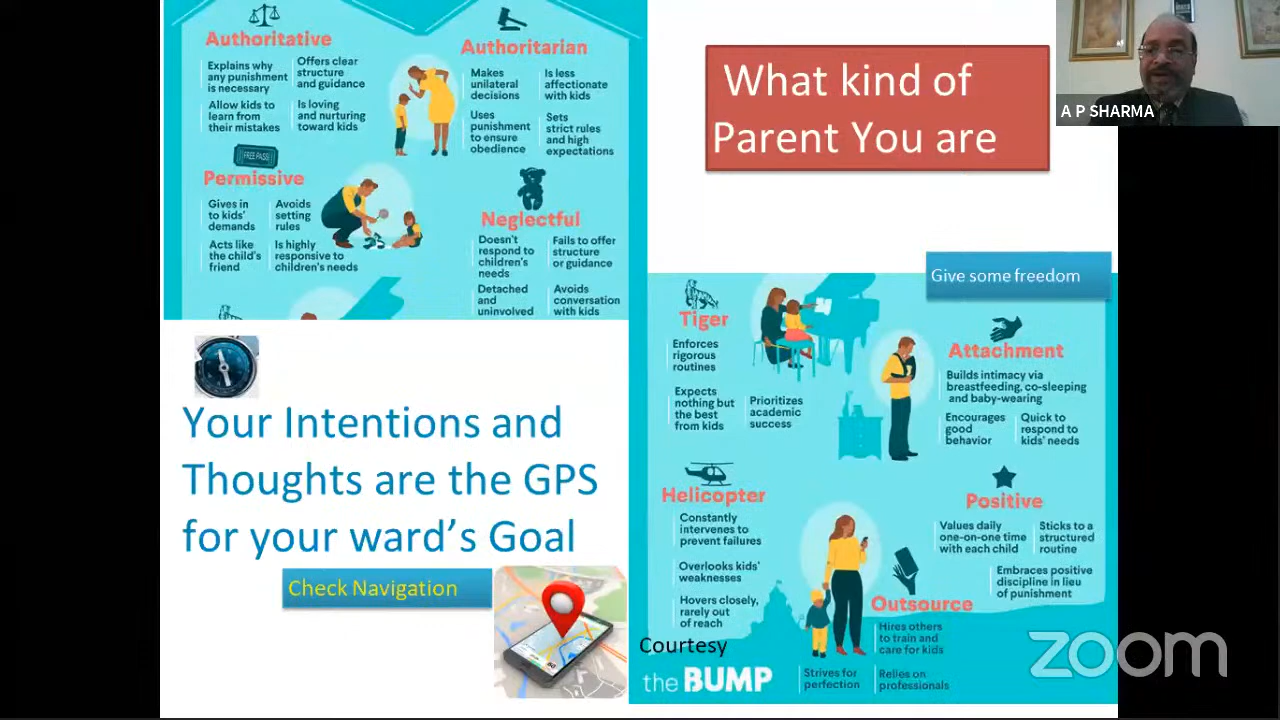 Authoritative
Explains why
any punishment
is necessary
Offers clear
structure
and guidance
Allow kids to
learn from
their mistakes
Is loving
and nurturing
toward kids
Authoritarian
Makes
unilateral
decisions
Is less
affectionate
with kids
Uses
punishment
to ensure
obedience
Sets
strict rules
and high
expectations
FREE PASS
Permissive
Gives in
to kids'
demands
Avoids
setting
rules
Acts like
the child's
friend
Is highly
responsive to
children's needs
Neglectful
Doesn't
respond to
children's
needs
Fails to offer
structure
or guidance
Detached
and
uninvolved
Avoids
conversation
with kids
What kind of
Parent You are
A P SHARMA
Give some freedom
Your Intentions and
Thoughts are the GPS
for your ward's Goal
Check Navigation
Tiger
Enforces
rigorous
routines
Expects
nothing but
the best
from kids
Prioritizes
academic
success
Attachment
Builds intimacy via
breastfeeding, co-sleeping
and baby-wearing
Encourages
good
behavior
Quick to
respond to
kids' needs
Helicopter
Constantly
intervenes to
prevent failures
Overlooks kids'
weaknesses
Hovers closely,
rarely out
of reach
Positive
Values daily
one-on-one time
with each child
Sticks to a
structured
routine
Embraces positive
discipline in lieu
of punishment
Outsource
Hires others
to train and
care for kids
Strives for
perfection
Relies on
professionals
Courtesy
the BUMP
zoom